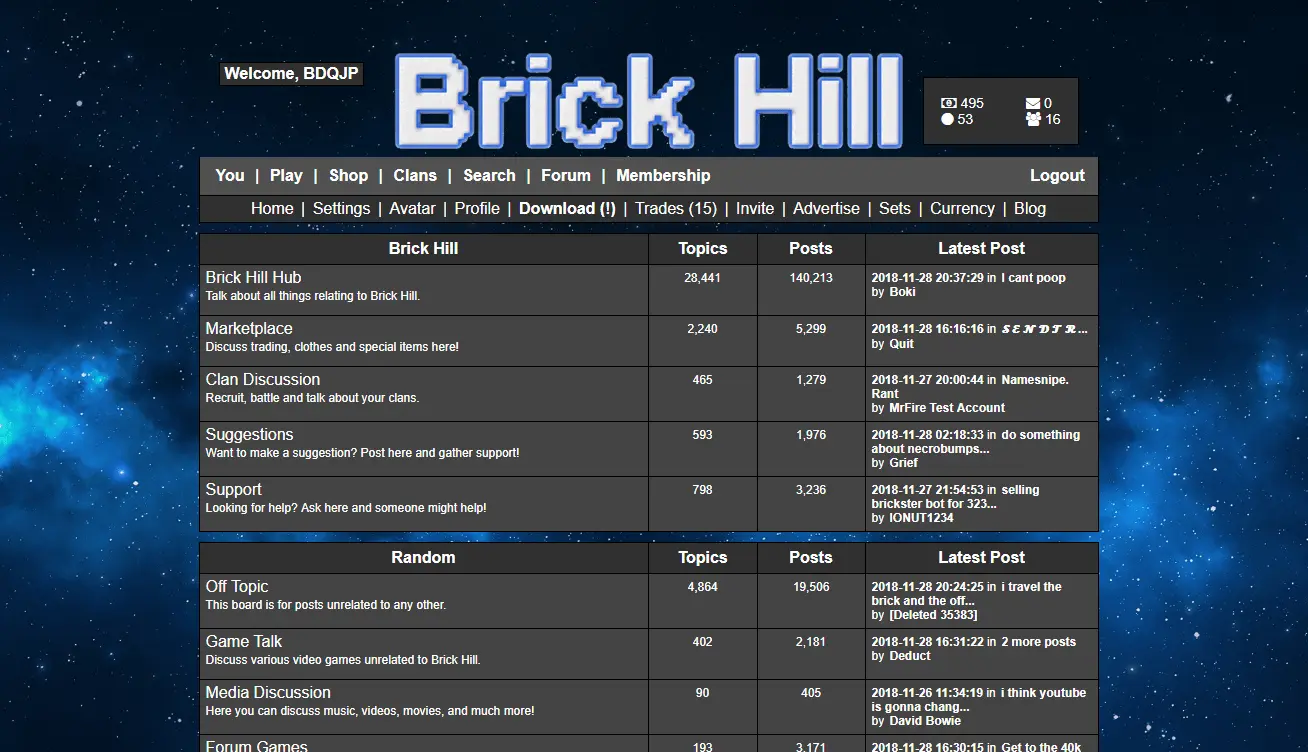 Welcome, BDQJP
Brick Hill
495
0
53
16
You | Play | Shop | Clans | Search | Forum | Membership
Logout
Home | Settings | Avatar | Profile | Download (!) | Trades (15) | Invite | Advertise | Sets | Currency | Blog
Brick Hill Topics Posts Latest Post
Brick Hill Hub 28,441 140,213 2018-11-28 20:37:29 in I cant poop
Talk about all things relating to Brick Hill. by Boki
Marketplace 2,240 5,299 2018-11-28 16:16:16 in 𝓢 𝓔 𝓝 𝓓 𝓣 𝓡 ...
Discuss trading, clothes and special items here! by Quit
Clan Discussion 465 1,279 2018-11-27 20:00:44 in Namesnipe.
Recruit, battle and talk about your clans. Rant
by MrFire Test Account
Suggestions 593 1,976 2018-11-28 02:18:33 in do something
Want to make a suggestion? Post here and gather support! about necrobumps...
by Grief
Support 798 3,236 2018-11-27 21:54:53 in selling
Looking for help? Ask here and someone might help! brickster bot for 323...
by IONUT1234
Random Topics Posts Latest Post
Off Topic 4,864 19,506 2018-11-28 20:24:25 in i travel the
This board is for posts unrelated to any other. brick and the off...
by [Deleted 35383]
Game Talk 402 2,181 2018-11-28 16:31:22 in 2 more posts
Discuss various video games unrelated to Brick Hill. by Deduct
Media Discussion 90 405 2018-11-26 11:34:19 in i think youtube
Here you can discuss music, videos, movies, and much more! is gonna chang...
by David Bowie
Forum Games 193 3,171 2018-11-28 16:30:15 in Get to the 40k